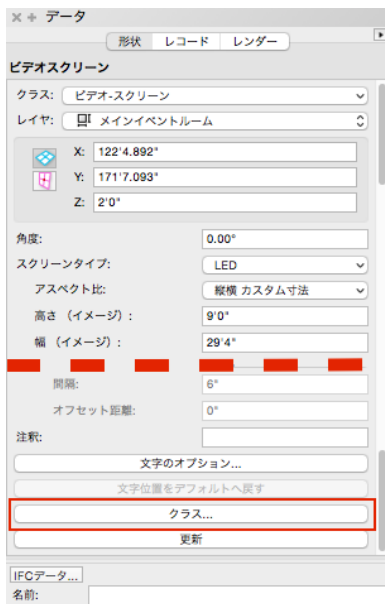 データ
形状 レコード レンダー
ビデオスクリーン
クラス: ビデオ-スクリーン
レイヤ: メインイベントルーム
X: 122'4.892"
Y: 171'7.093"
Z: 2'0"
角度: 0.00°
スクリーンタイプ: LED
アスペクト比: 縦横 カスタム寸法
高さ （イメージ）: 9'0"
幅 （イメージ）: 29'4"
間隔: 6"
オフセット距離: 0"
注釈:
文字のオプション...
文字位置をデフォルトへ戻す
クラス...
更新
IFCデータ...
名前: